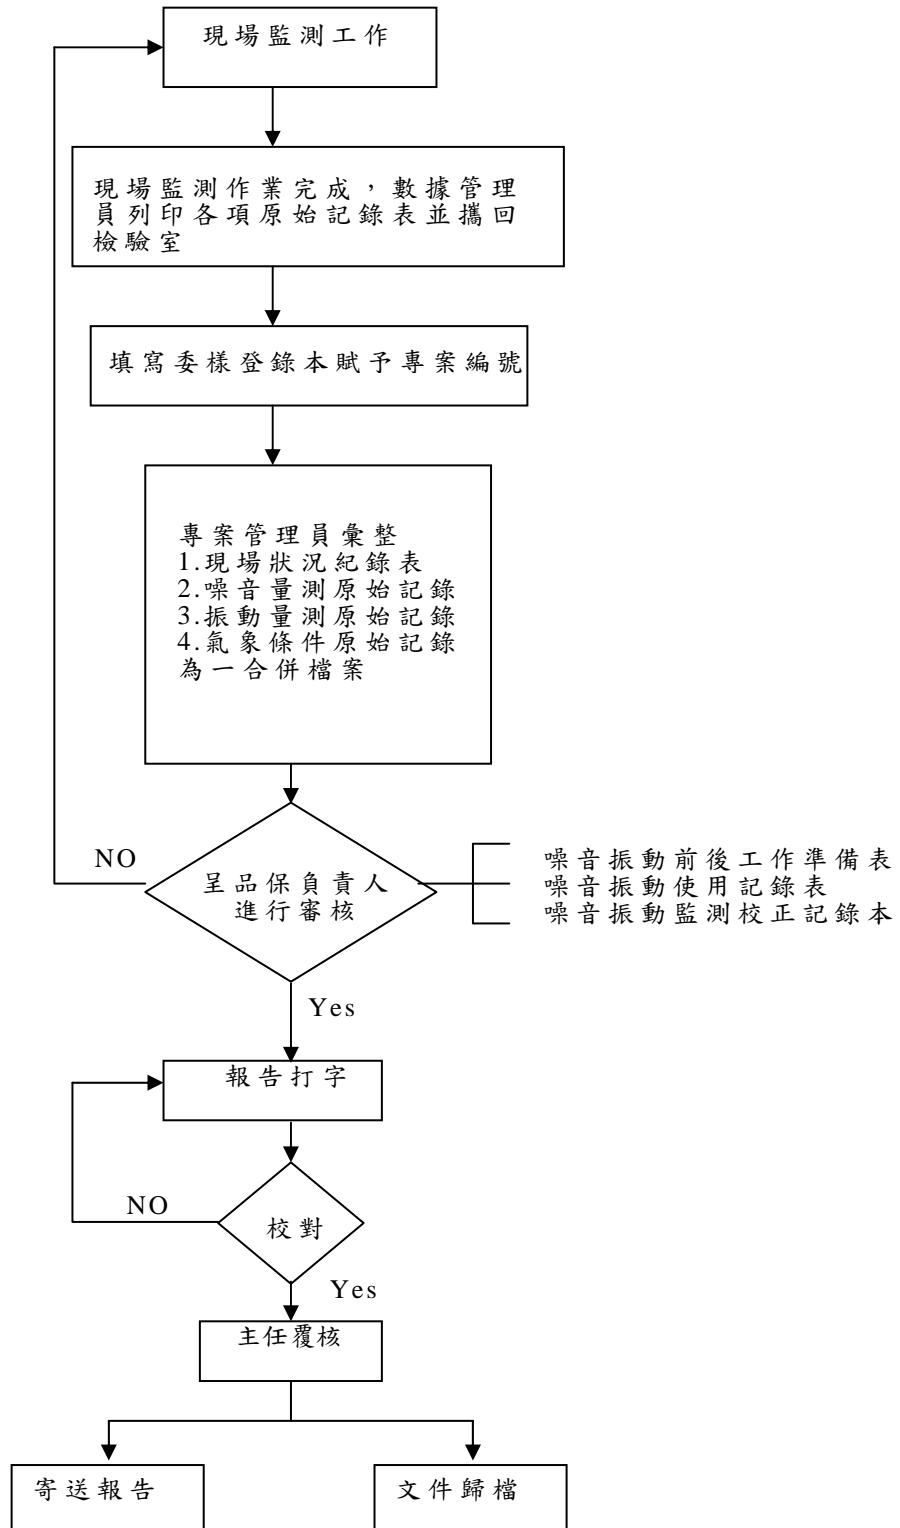 現場監測工作
現場監測作業完成，數據管理
員列印各項原始記錄表並攜回
檢驗室
填寫委樣登錄本賦予專案編號
專案管理員彙整
1.現場狀況紀錄表
2.噪音量測原始記錄
3.振動量測原始記錄
4.氣象條件原始記錄
為一合併檔案
NO
呈品保負責人
進行審核
噪音振動前後工作準備表
噪音振動使用記錄表
噪音振動監測校正記錄本
Yes
報告打字
NO
校對
Yes
主任覆核
寄送報告
文件歸檔